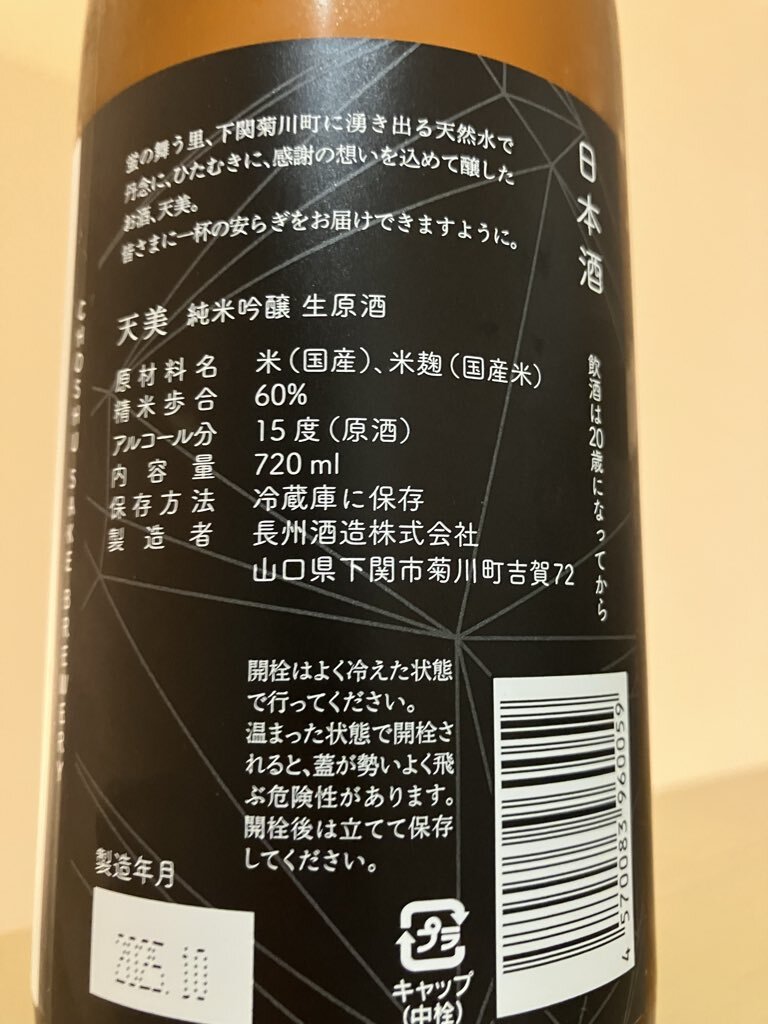 蛍の舞う里、下関菊川町に湧き出る天然水で
丹念に、ひたむきに、感謝の想いを込めて醸した
お酒、天美。
皆さまに一杯の安らぎをお届けできますように。
日本酒
天美 純米吟醸 生原酒
原材料名 米(国産)、米麹(国産米)
精米歩合 60%
アルコール分 15度(原酒)
内容量 720 ml
保存方法 冷蔵庫に保存
製造者 長州酒造株式会社
山口県下関市菊川町吉賀72
飲酒は20歳になってから
CHOSHU SAKE BREWERY
開栓はよく冷えた状態
で行ってください。
温まった状態で開栓さ
れると、蓋が勢いよく飛
ぶ危険性があります。
開栓後は立てて保存
してください。
製造年月
2025.10
プラ
キャップ
(中栓)
4570083960059